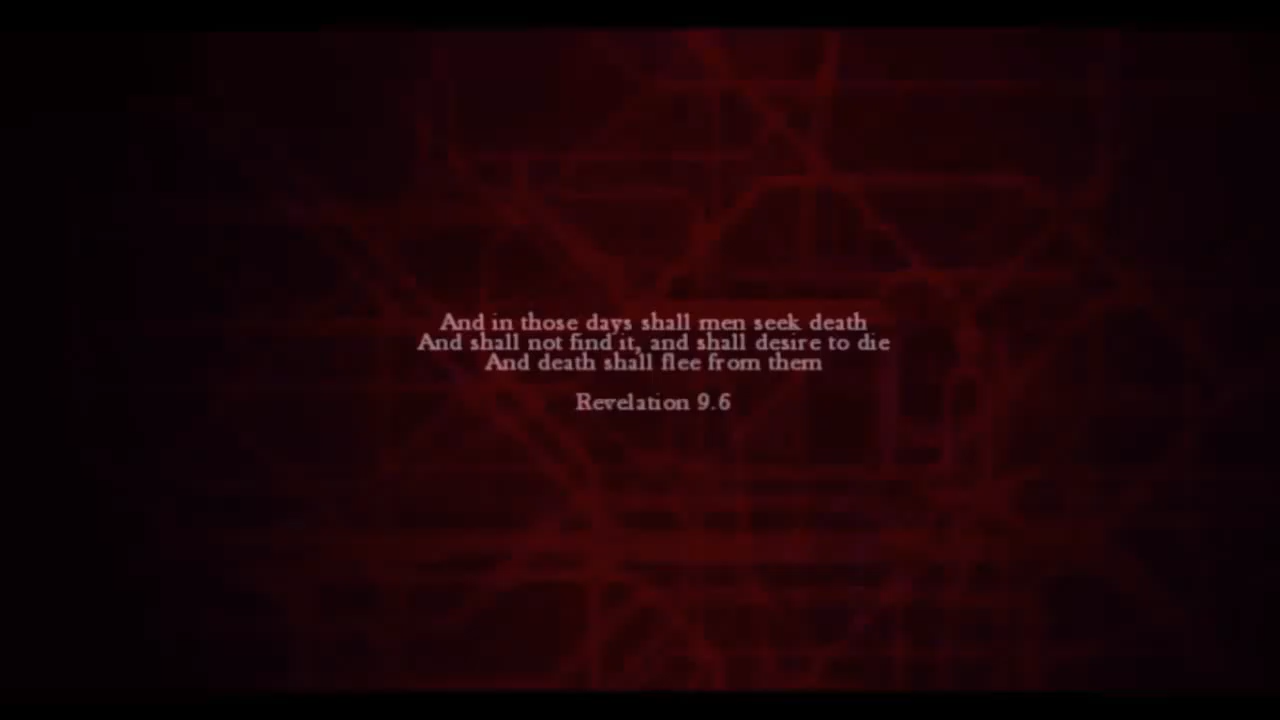 And in those days shall men seek death
And shall not find it, and shall desire to die
And death shall flee from them
Revelation 9.6